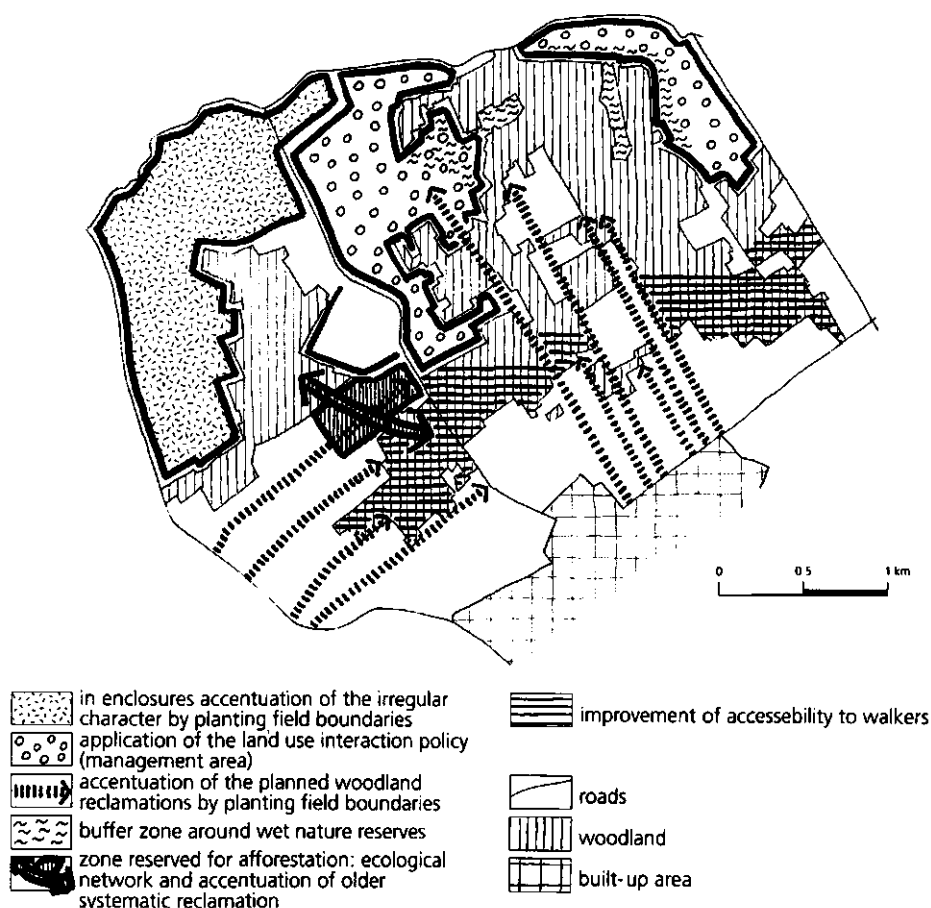 0 0 5 1 km
in enclosures accentuation of the irregular
character by planting field boundaries
application of the land use interaction policy
(management area)
accentuation of the planned woodland
reclamations by planting field boundaries
buffer zone around wet nature reserves
zone reserved for afforestation: ecological
network and accentuation of older
systematic reclamation
improvement of accessebility to walkers
roads
woodland
built-up area